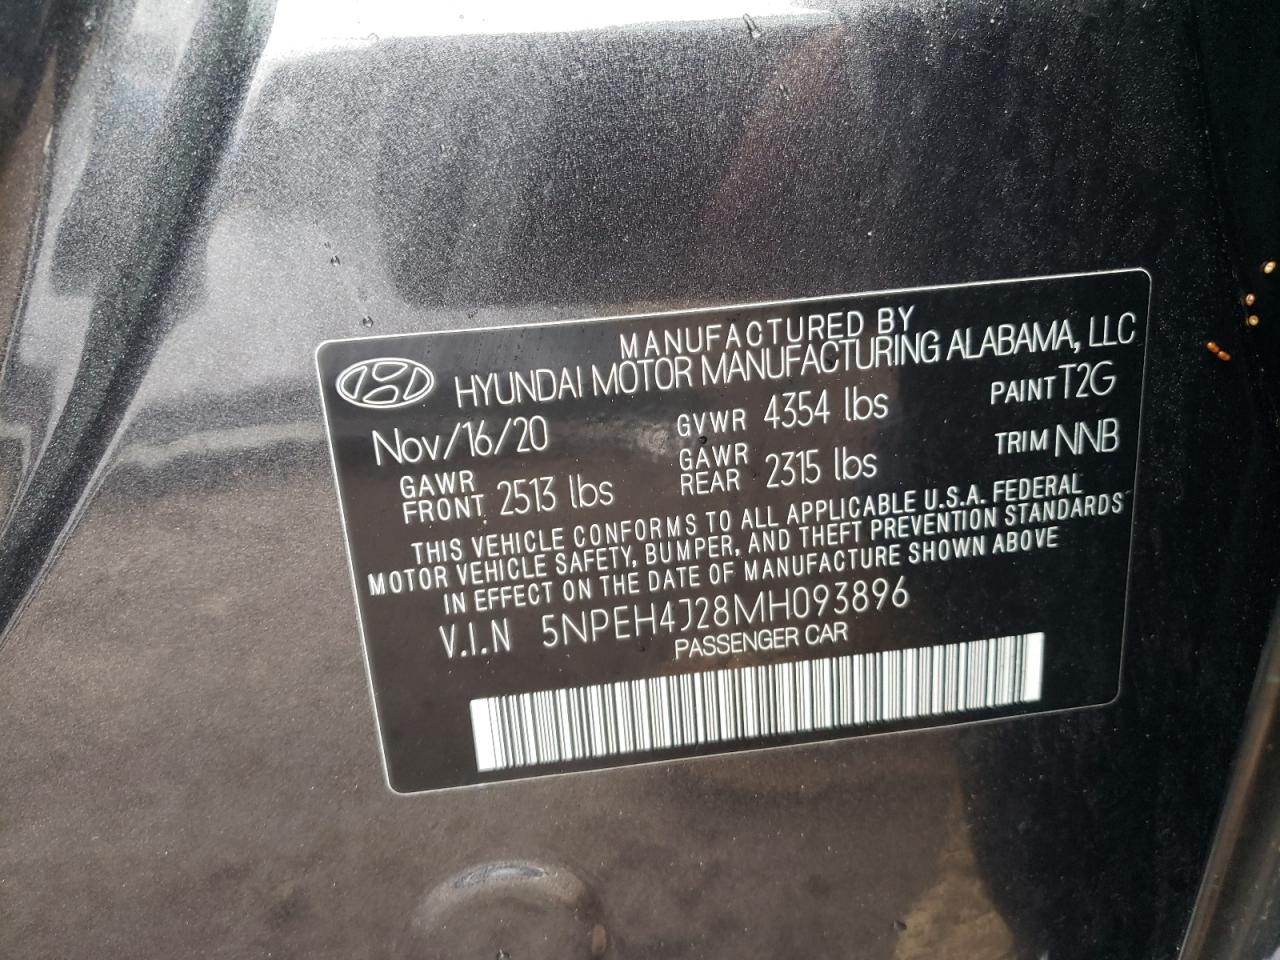 MANUFACTURED BY
HYUNDAI MOTOR MANUFACTURING ALABAMA, LLC
Nov/16/20 GVWR 4354 lbs PAINT T2G
GAWR FRONT 2513 lbs GAWR REAR 2315 lbs TRIM NNB
THIS VEHICLE CONFORMS TO ALL APPLICABLE U.S.A. FEDERAL
MOTOR VEHICLE SAFETY, BUMPER, AND THEFT PREVENTION STANDARDS
IN EFFECT ON THE DATE OF MANUFACTURE SHOWN ABOVE
V.I.N 5NPEH4J28MH093896
PASSENGER CAR